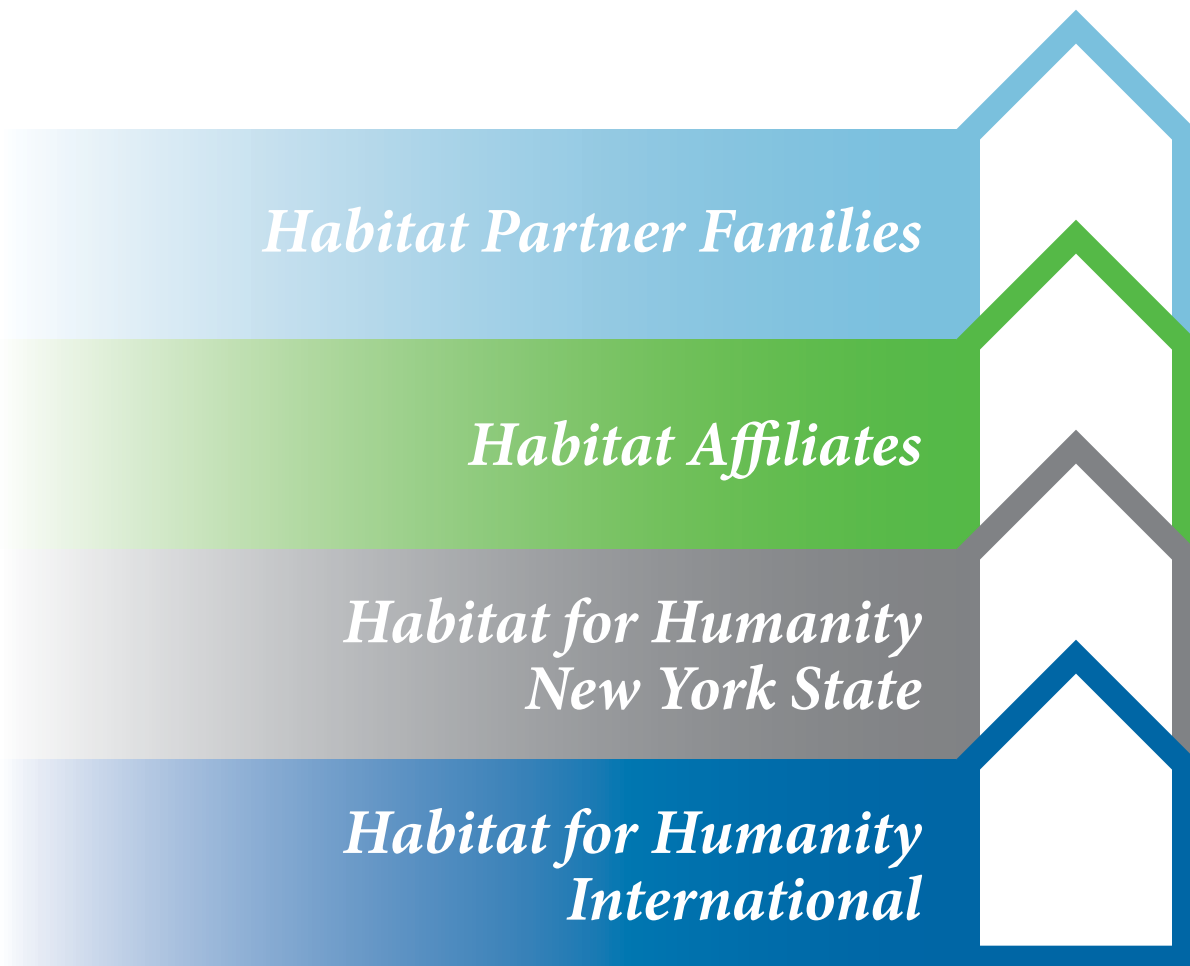 Habitat Partner Families
Habitat Affiliates
Habitat for Humanity
New York State
Habitat for Humanity
International